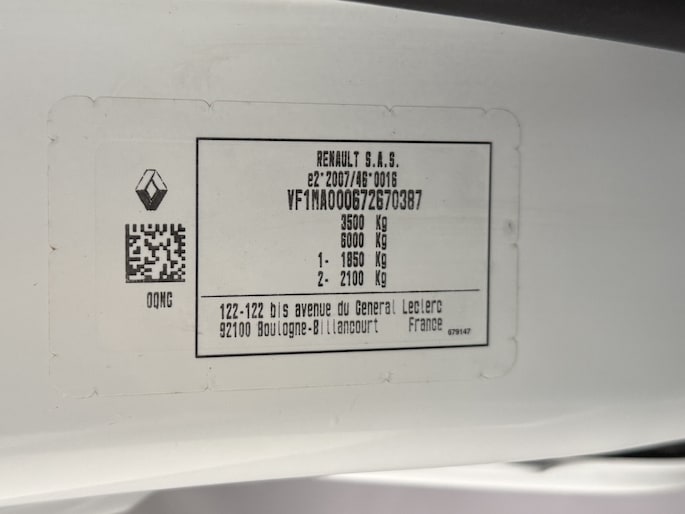 RENAULT S.A.S.
e2*2007/46*0016
VF1MA000672670387
3500 Kg
6000 Kg
1- 1850 Kg
2- 2100 Kg
0QMG
122-122 bis avenue du General Leclerc
92100 Boulogne-Billancourt France 679147